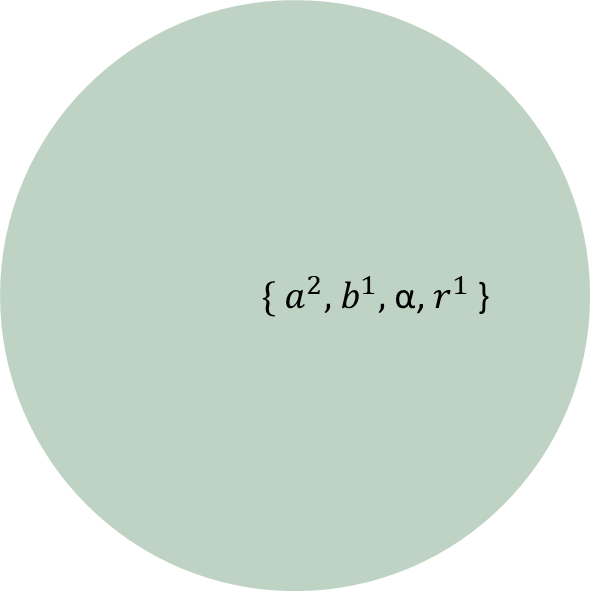 { a², b¹, α, r¹ }